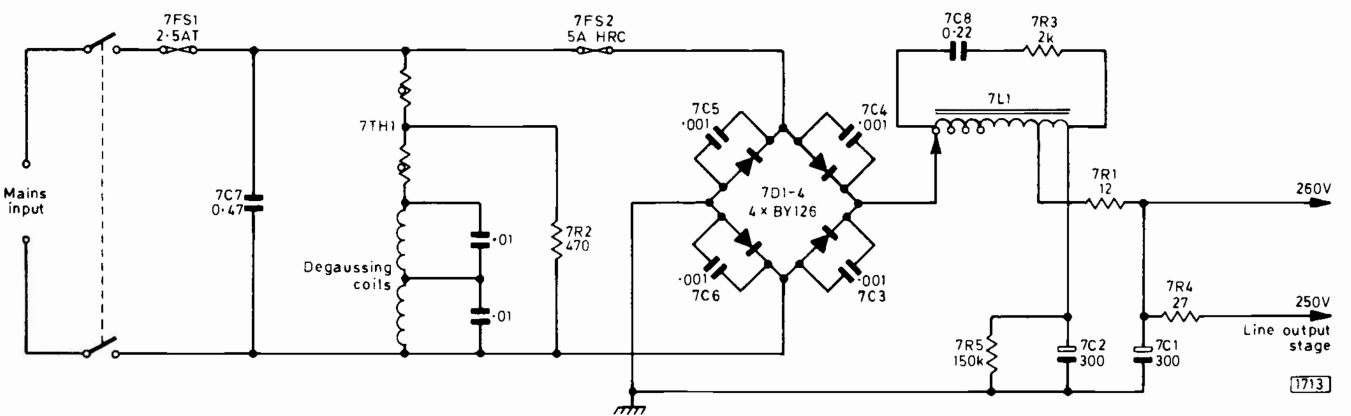 7FS1
2·5AT
7FS2
5A HRC
7C8
0·22
7R3
2k
7L1
7C5
·001
7C4
·001
7TH1
Mains
input
7C7
0·47
7D1-4
4 × BY126
7R1
12
260V
·01
7R2
470
Degaussing
coils
·001
7C6
·001
7C3
·01
7R4
27
250V
Line output
stage
7R5
150k
7C2
300
7C1
300
1713